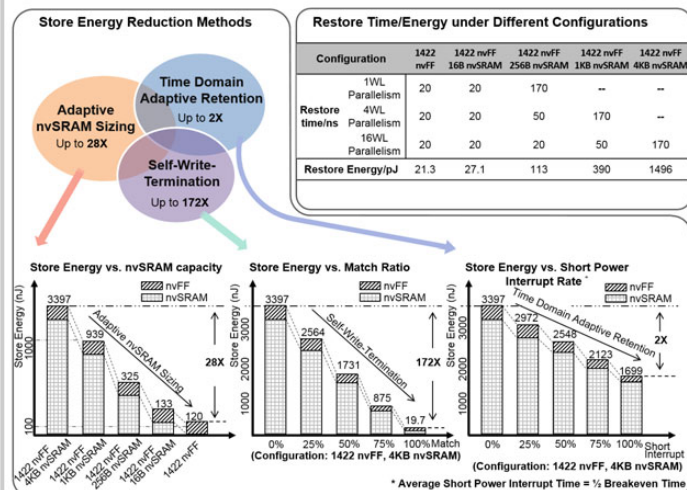 Store Energy Reduction Methods
Adaptive
nvSRAM Sizing
Up to 28X
Time Domain
Adaptive Retention
Up to 2X
Self-Write-
Termination
Up to 172X
Restore Time/Energy under Different Configurations
Configuration 1422 nvFF 1422 nvFF 16B nvSRAM 1422 nvFF 256B nvSRAM 1422 nvFF 1KB nvSRAM 1422 nvFF 4KB nvSRAM
Restore time/ns
1WL Parallelism 20 20 170 -- --
4WL Parallelism 20 20 50 170 --
16WL Parallelism 20 20 20 50 170
Restore Energy/pJ 21.3 27.1 113 390 1496
Store Energy vs. nvSRAM capacity
nvFF
nvSRAM
Store Energy (nJ)
1000
100
3397
939
325
133
120
Adaptive nvSRAM Sizing
28X
1422 nvFF 4KB nvSRAM
1422 nvFF 1KB nvSRAM
1422 nvFF 256B nvSRAM
1422 nvFF 16B nvSRAM
1422 nvFF
Store Energy vs. Match Ratio
nvFF
nvSRAM
Store Energy (nJ)
3000
2000
1000
3397
2564
1731
875
19.7
Self-Write-Termination
172X
0% 25% 50% 75% 100% Match
(Configuration: 1422 nvFF, 4KB nvSRAM)
Store Energy vs. Short Power
Interrupt Rate *
nvFF
nvSRAM
Store Energy (nJ)
3000
2000
1000
3397
2972
2548
2123
1699
Time Domain Adaptive Retention
2X
0% 25% 50% 75% 100% Short
Interrupt
(Configuration: 1422 nvFF, 4KB nvSRAM)
* Average Short Power Interrupt Time = ½ Breakeven Time